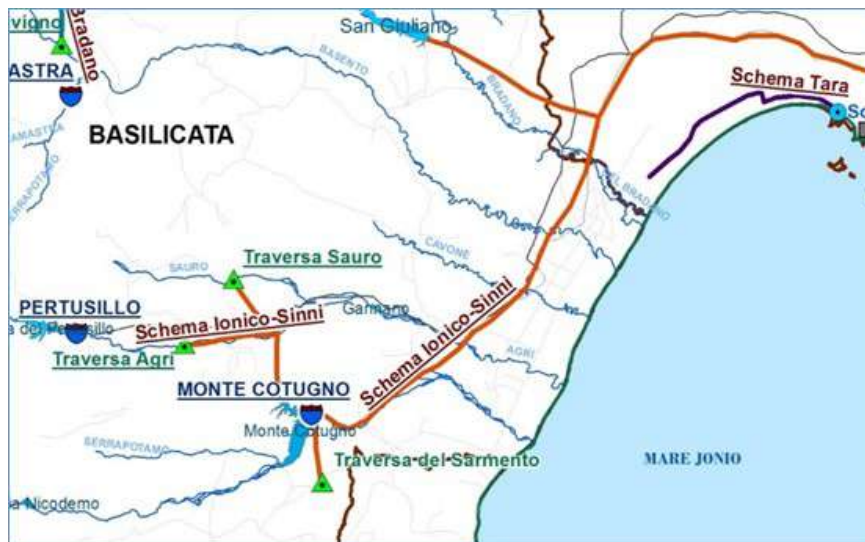 San Giuliano
vigno
Bradano
ASTRA
BASENTO
BRADANO
Schema Tara
BASILICATA
SERRAPOTAMO
CAVONE
Traversa Sauro
SAURO
PERTUSILLO
Schema Ionico-Sinni
Traversa Agri
Schema Ionico-Sinni
AGRI
MONTE COTUGNO
Monte Cotugno
SERRAPOTAMO
Traversa del Sarmento
MARE JONIO
a Nicodemo